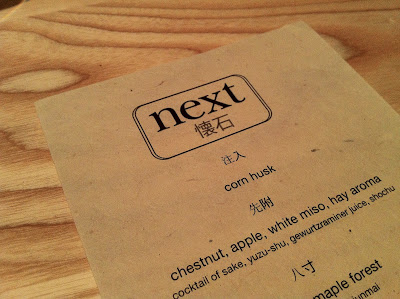 next
懐石
注入
corn husk
先附
chestnut, apple, white miso, hay aroma
cocktail of sake, yuzu-shu, gewurtzraminer juice, shochu
八寸
maple forest